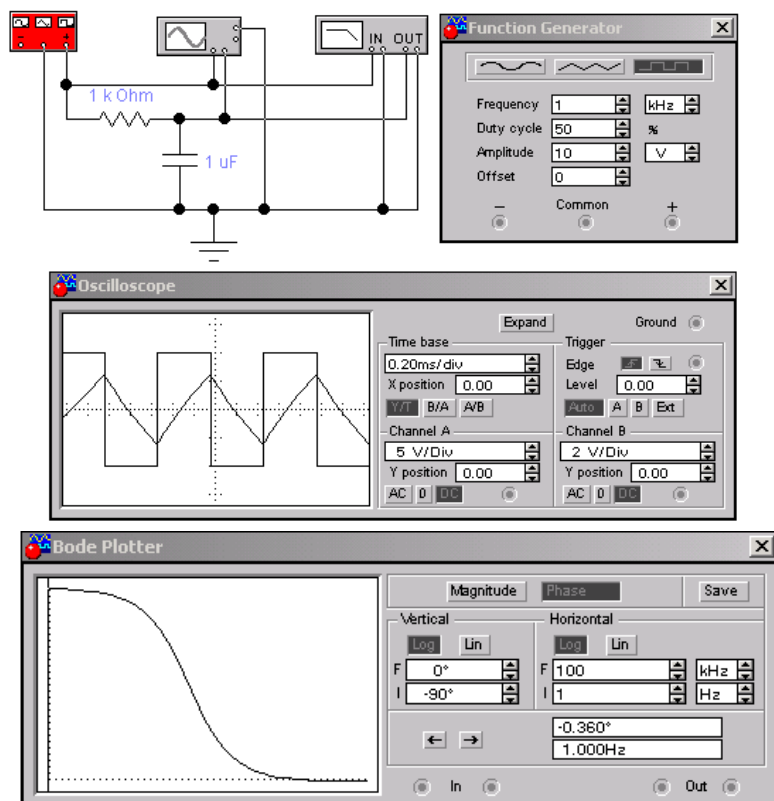 IN OUT
1 k Ohm
1 uF
Function Generator
Frequency 1 kHz
Duty cycle 50 %
Amplitude 10 V
Offset 0
− Common +
Oscilloscope
Expand Ground
Time base
0.20ms/div
X position 0.00
Y/T B/A A/B
Trigger
Edge
Level 0.00
Auto A B Ext
Channel A
5 V/Div
Y position 0.00
AC 0 DC
Channel B
2 V/Div
Y position 0.00
AC 0 DC
Bode Plotter
Magnitude Phase Save
Vertical
Log Lin
F 0°
I -90°
Horizontal
Log Lin
F 100 kHz
I 1 Hz
-0.360°
1.000Hz
In Out